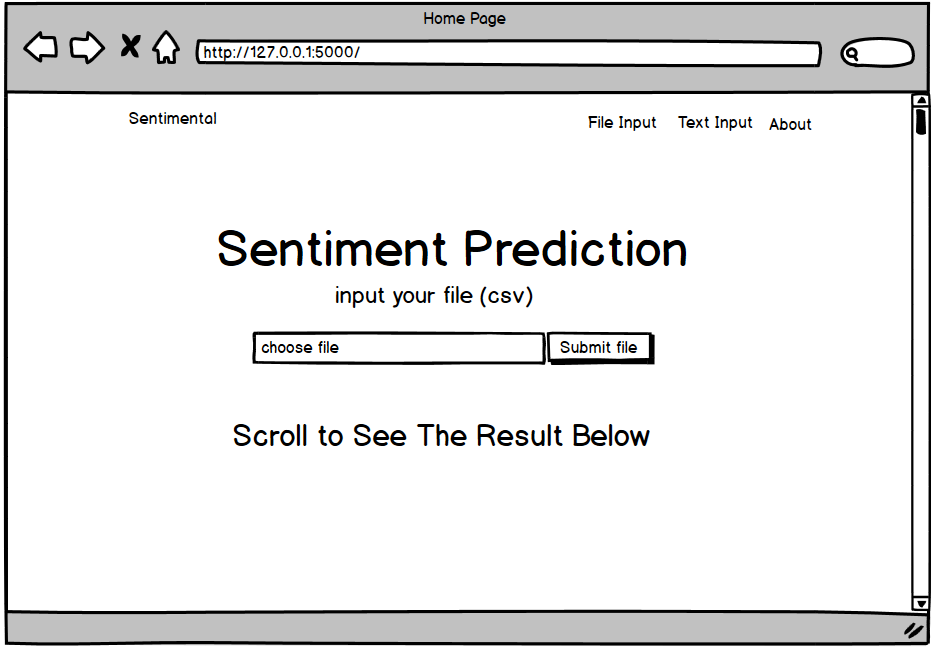 Home Page
http://127.0.0.1:5000/
Sentimental
File Input Text Input About
Sentiment Prediction
input your file (csv)
choose file
Submit file
Scroll to See The Result Below